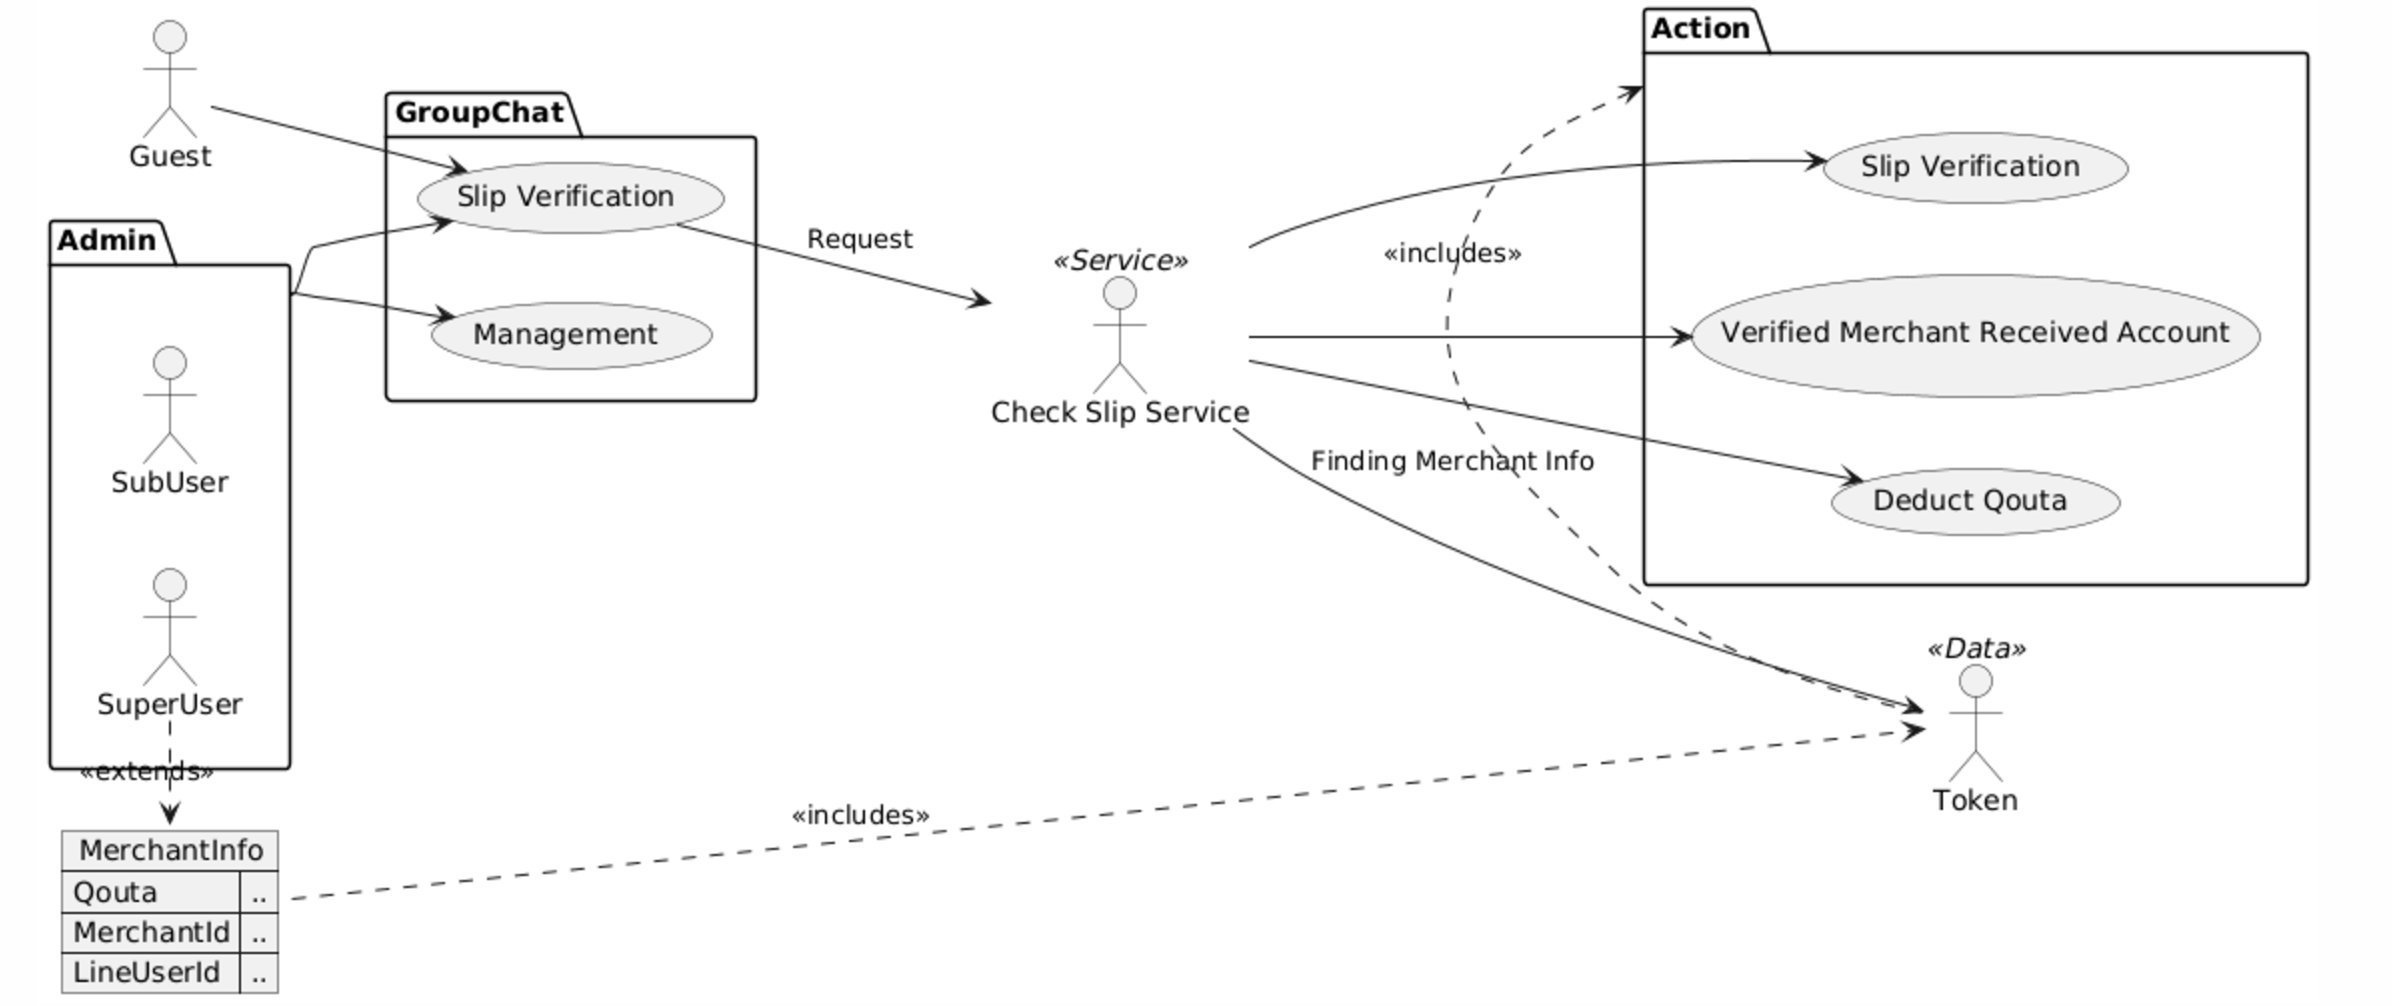 Guest
GroupChat
Slip Verification
Management
Admin
SubUser
SuperUser
«extends»
MerchantInfo
Qouta ..
MerchantId ..
LineUserId ..
Request
«Service»
Check Slip Service
«includes»
Finding Merchant Info
«includes»
Action
Slip Verification
Verified Merchant Received Account
Deduct Qouta
«Data»
Token